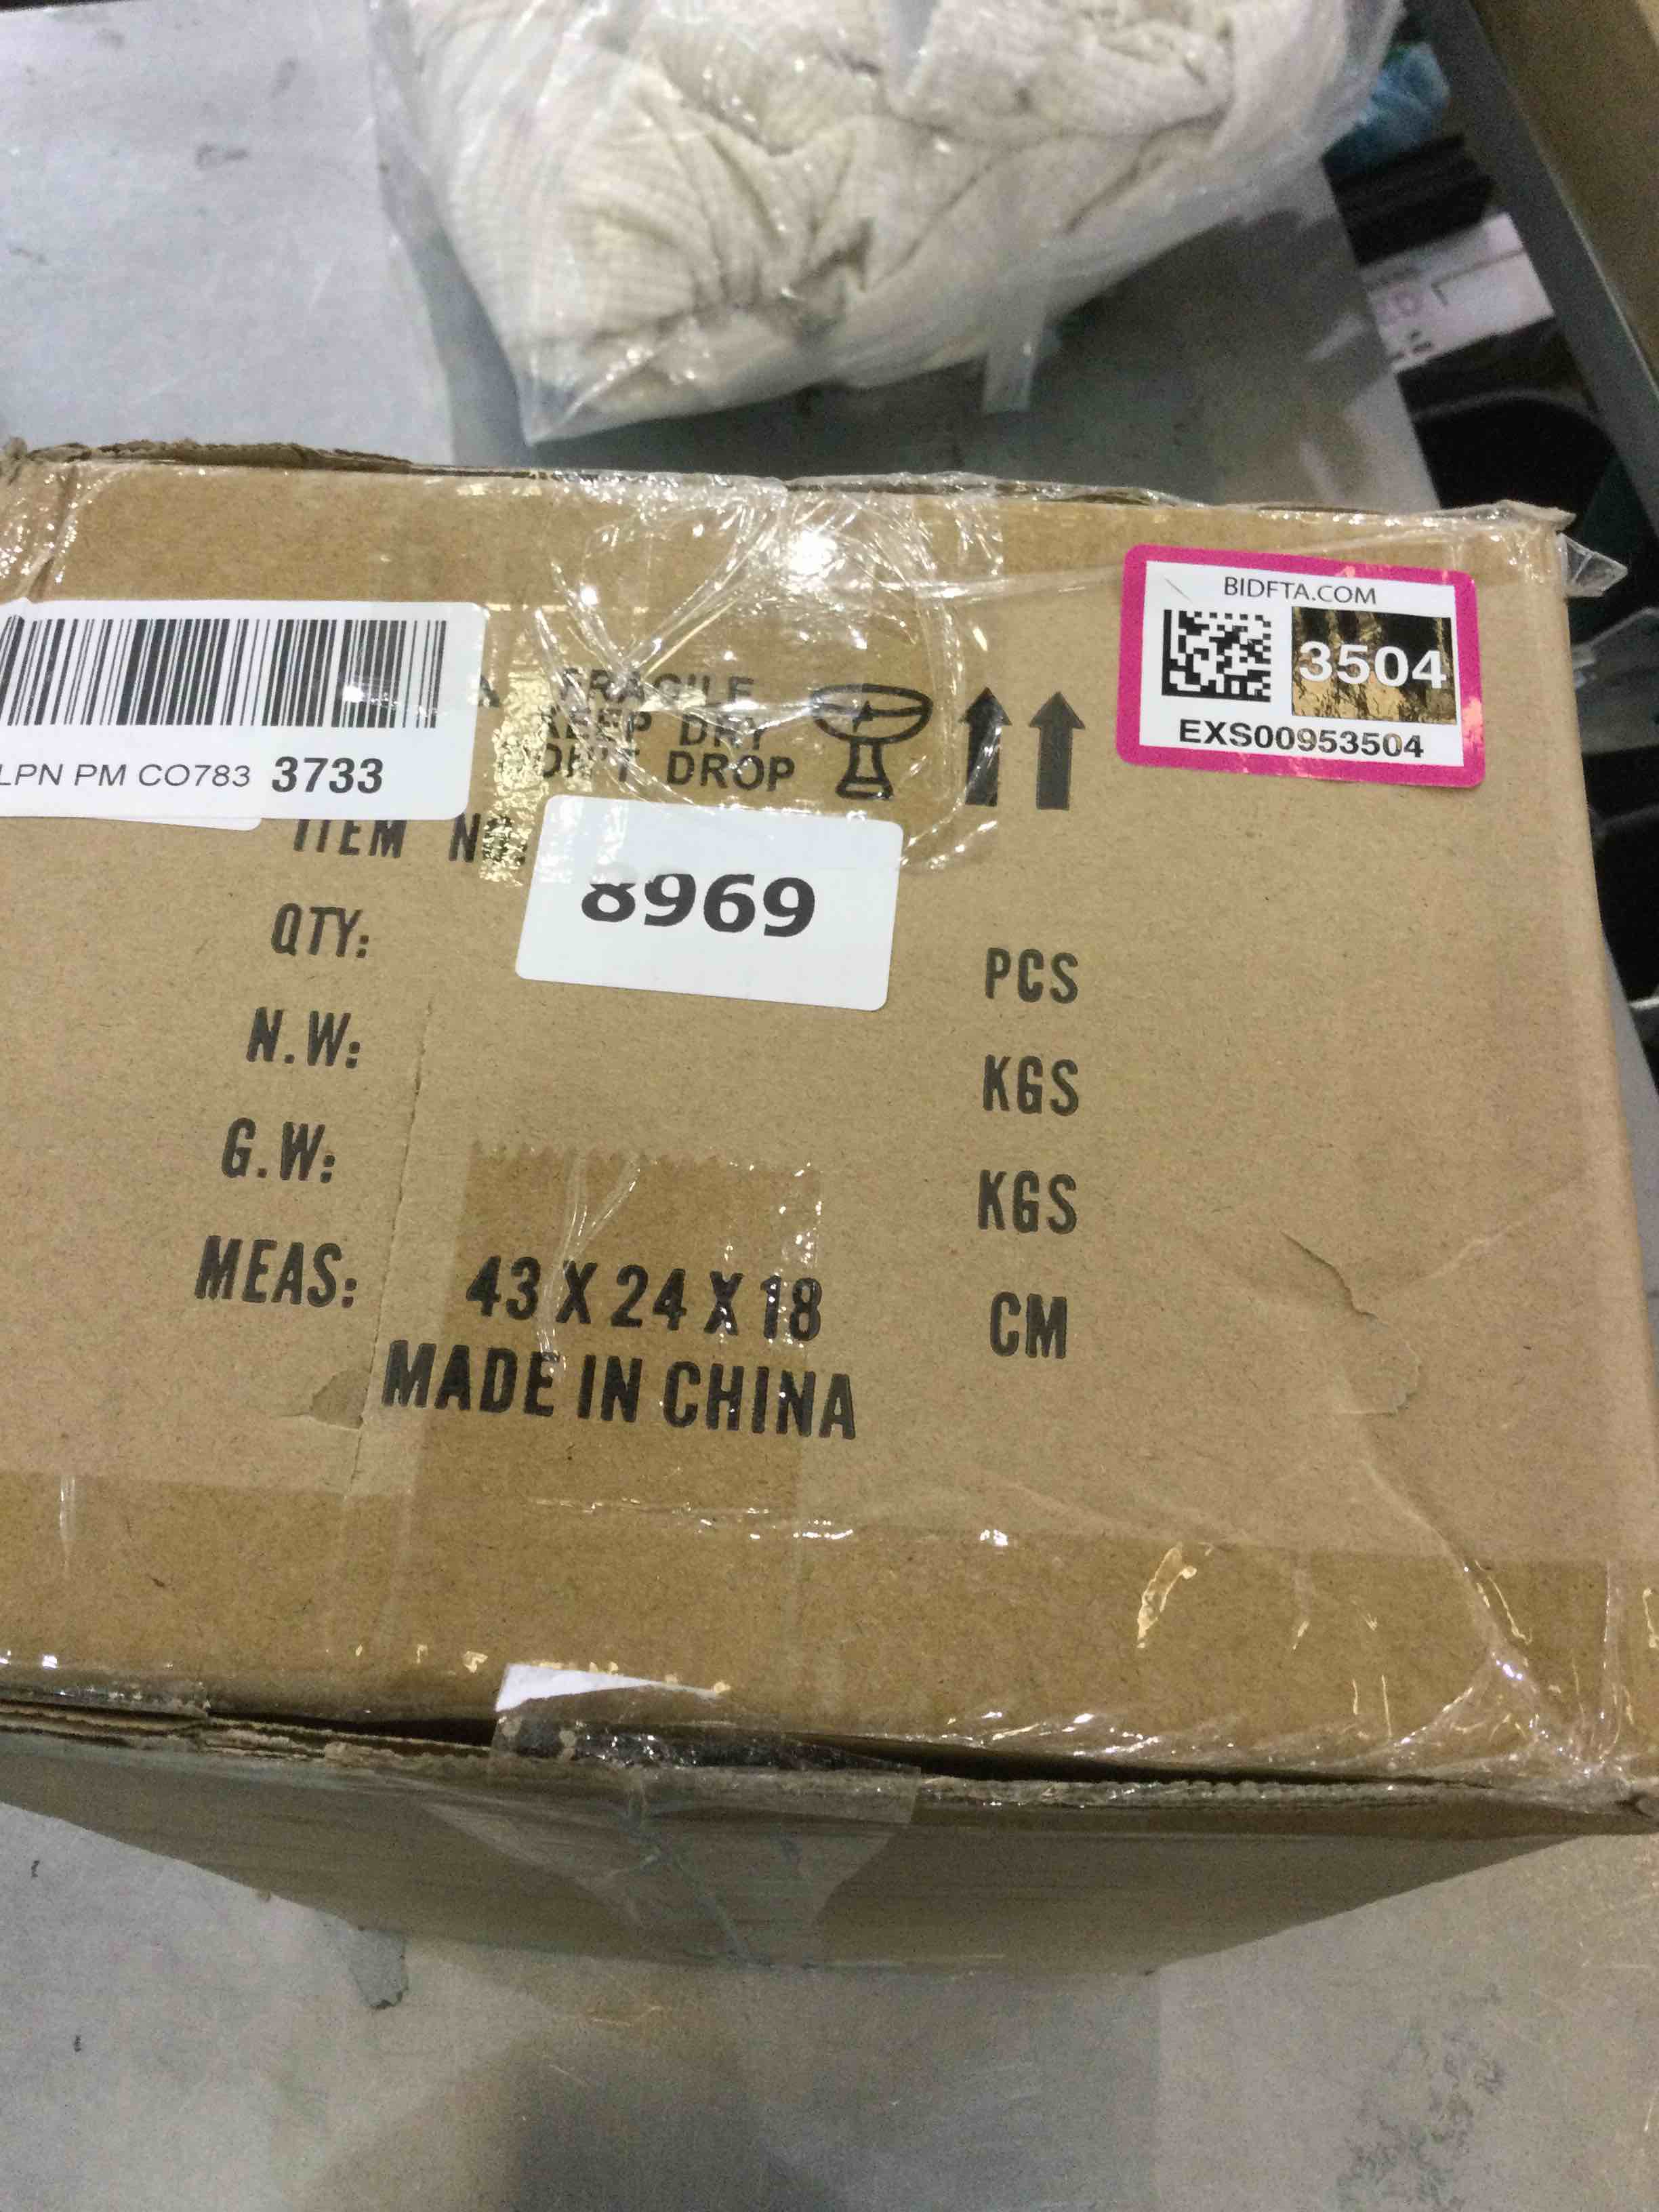 BIDFTA.COM
3504
EXS00953504
FRAGILE
KEEP DRY
DON'T DROP
LPN PM CO783 3733
ITEM
8969
QTY: PCS
N.W: KGS
G.W: KGS
MEAS: 43 X 24 X 18 CM
MADE IN CHINA